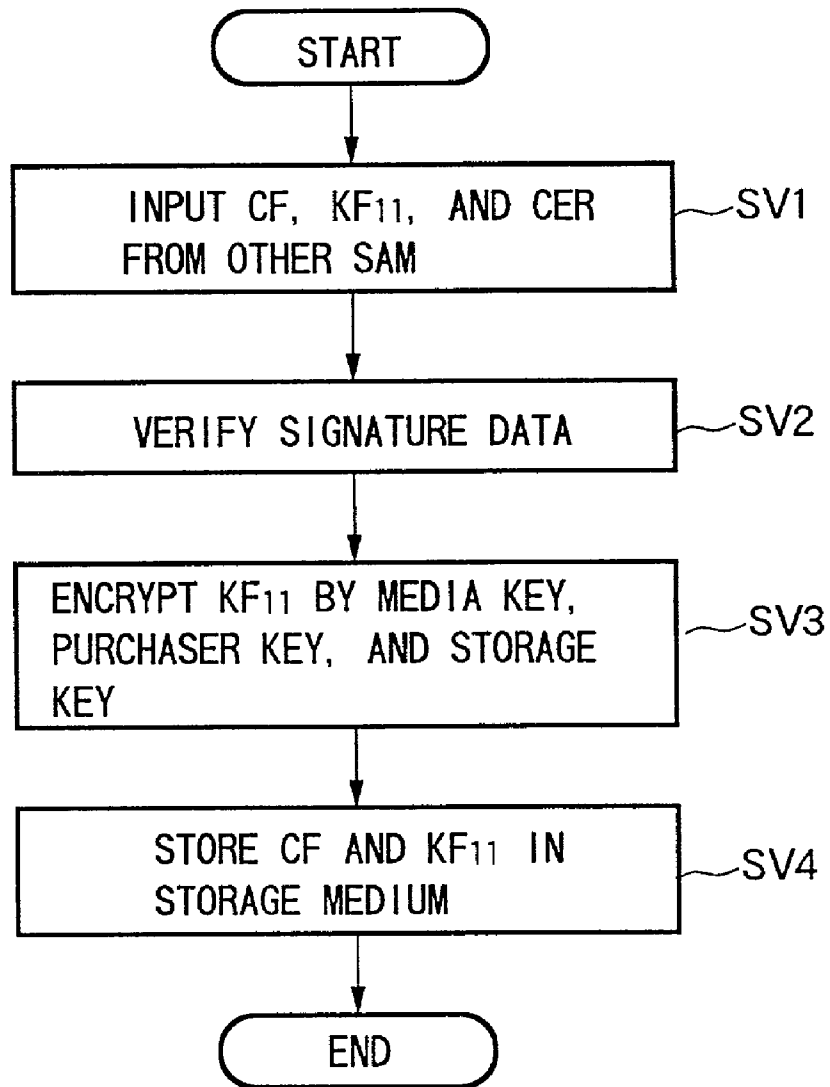 START
INPUT CF, KF11, AND CER
FROM OTHER SAM
SV1
VERIFY SIGNATURE DATA
SV2
ENCRYPT KF11 BY MEDIA KEY,
PURCHASER KEY, AND STORAGE
KEY
SV3
STORE CF AND KF11 IN
STORAGE MEDIUM
SV4
END